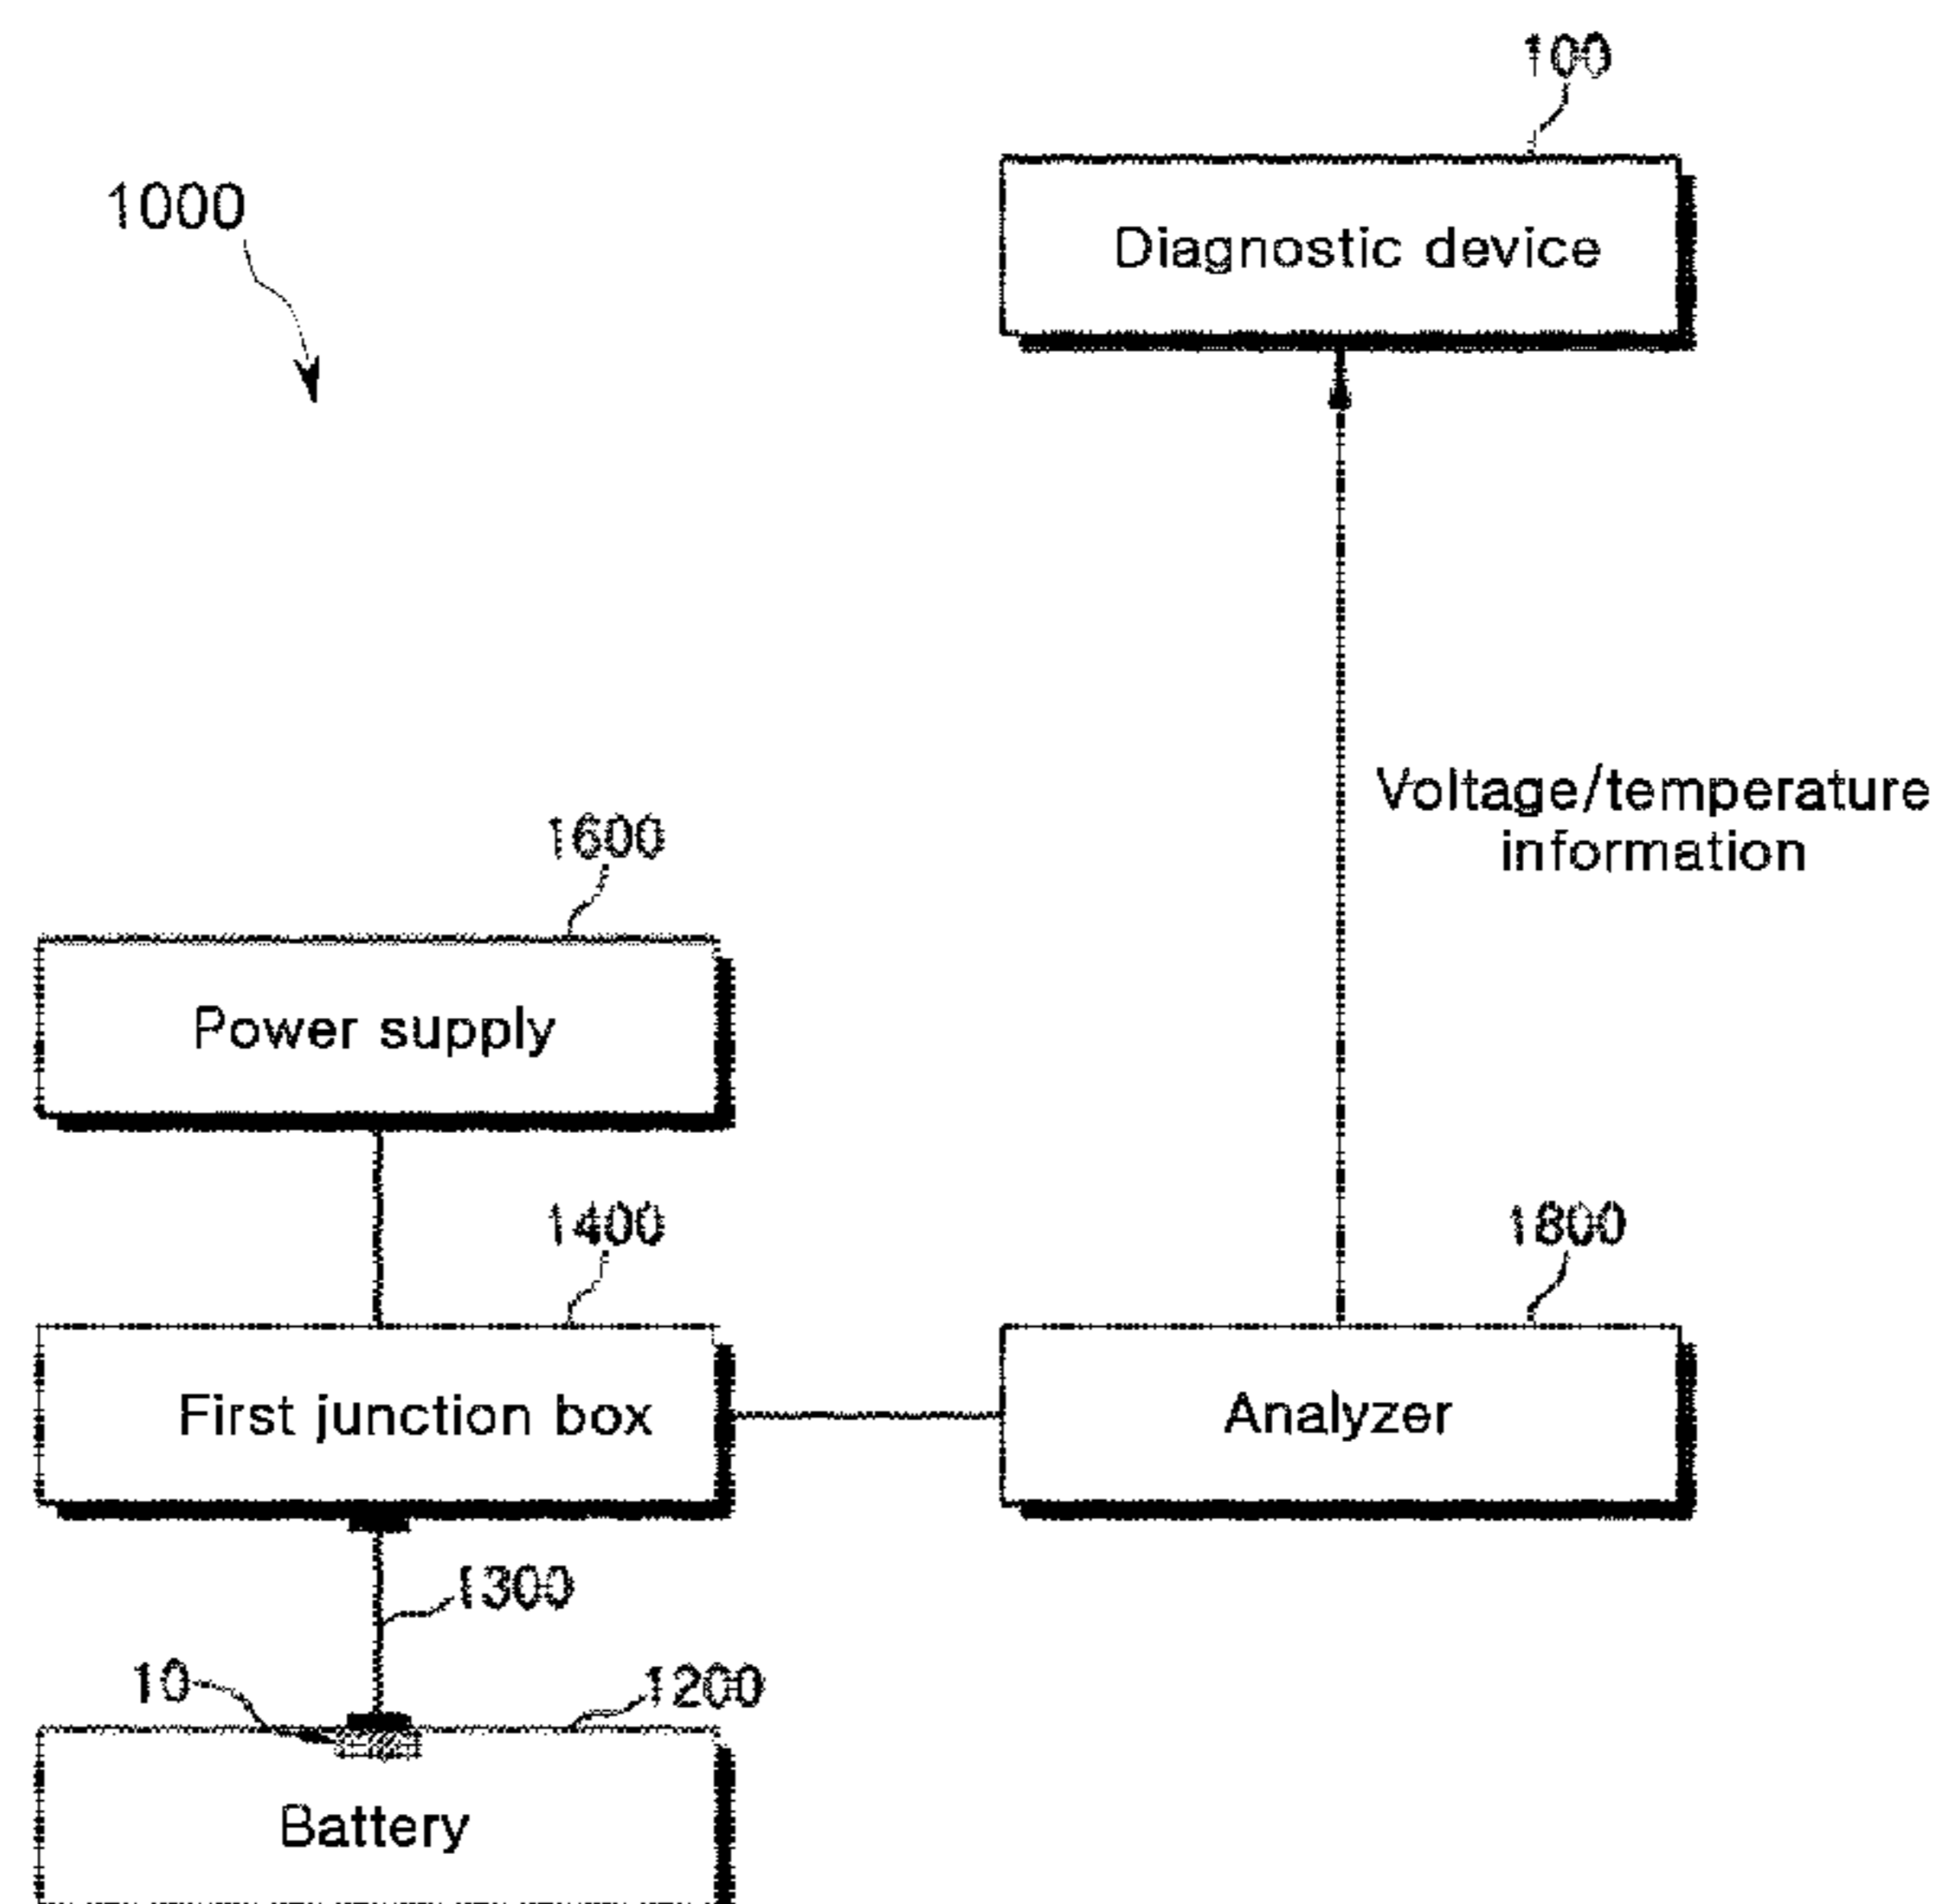 100
1000
Diagnostic device
Voltage/temperature
information
1600
Power supply
1400
1800
First junction box
Analyzer
1300
10
1200
Battery